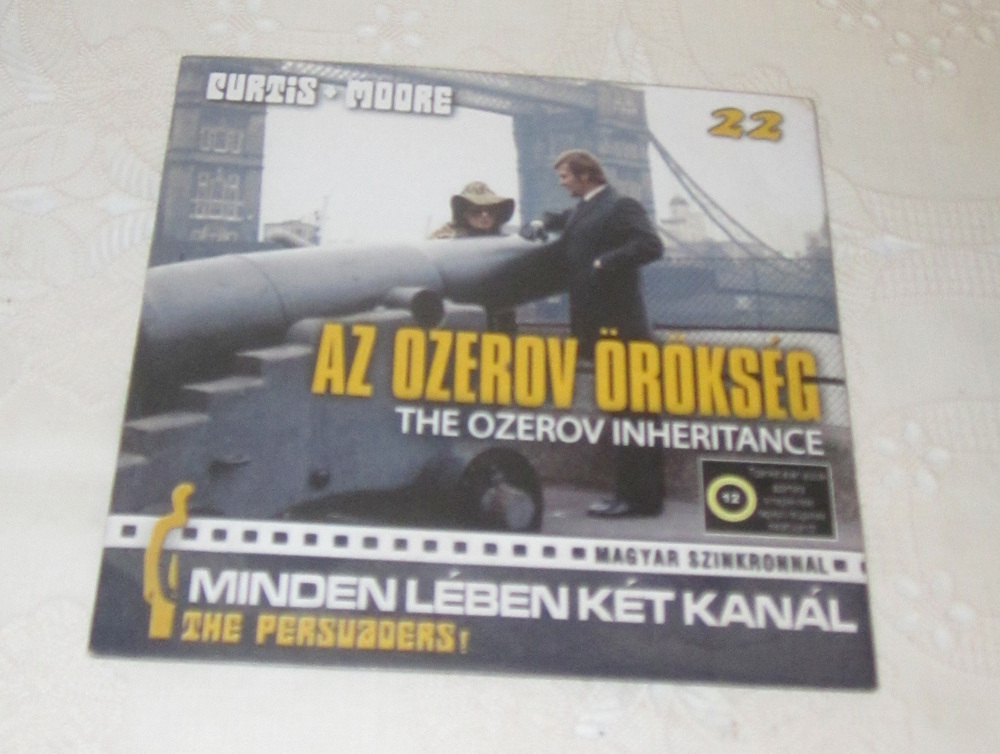 CURTIS + MOORE
22
AZ OZEROV ÖRÖKSÉG
THE OZEROV INHERITANCE
12
MAGYAR SZINKRONNAL
MINDEN LÉBEN KÉT KANÁL
THE PERSUADERS!